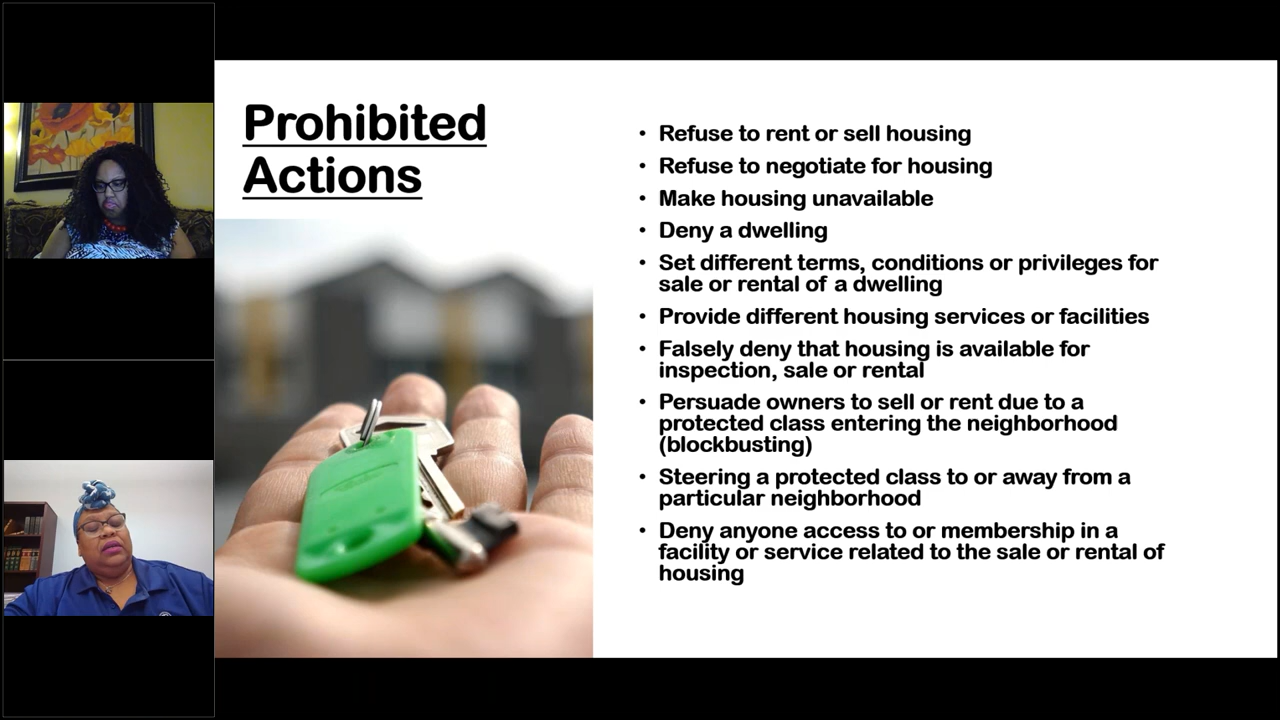 Prohibited
Actions
• Refuse to rent or sell housing
• Refuse to negotiate for housing
• Make housing unavailable
• Deny a dwelling
• Set different terms, conditions or privileges for
sale or rental of a dwelling
• Provide different housing services or facilities
• Falsely deny that housing is available for
inspection, sale or rental
• Persuade owners to sell or rent due to a
protected class entering the neighborhood
(blockbusting)
• Steering a protected class to or away from a
particular neighborhood
• Deny anyone access to or membership in a
facility or service related to the sale or rental of
housing